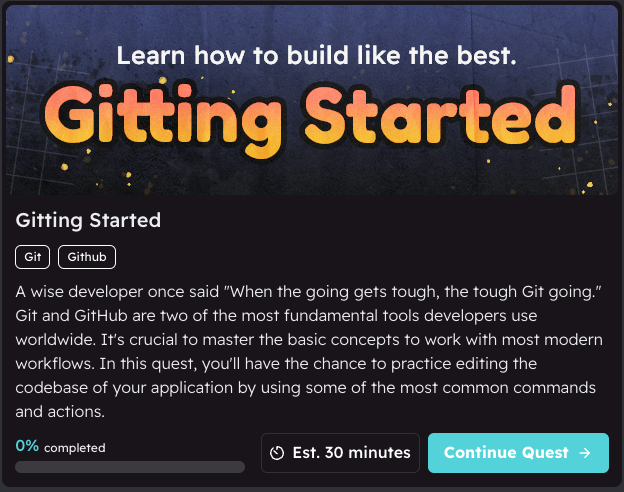 Learn how to build like the best.
Gitting Started
Gitting Started
Git Github
A wise developer once said "When the going gets tough, the tough Git going."
Git and GitHub are two of the most fundamental tools developers use
worldwide. It's crucial to master the basic concepts to work with most modern
workflows. In this quest, you'll have the chance to practice editing the
codebase of your application by using some of the most common commands
and actions.
0% completed
Est. 30 minutes
Continue Quest →